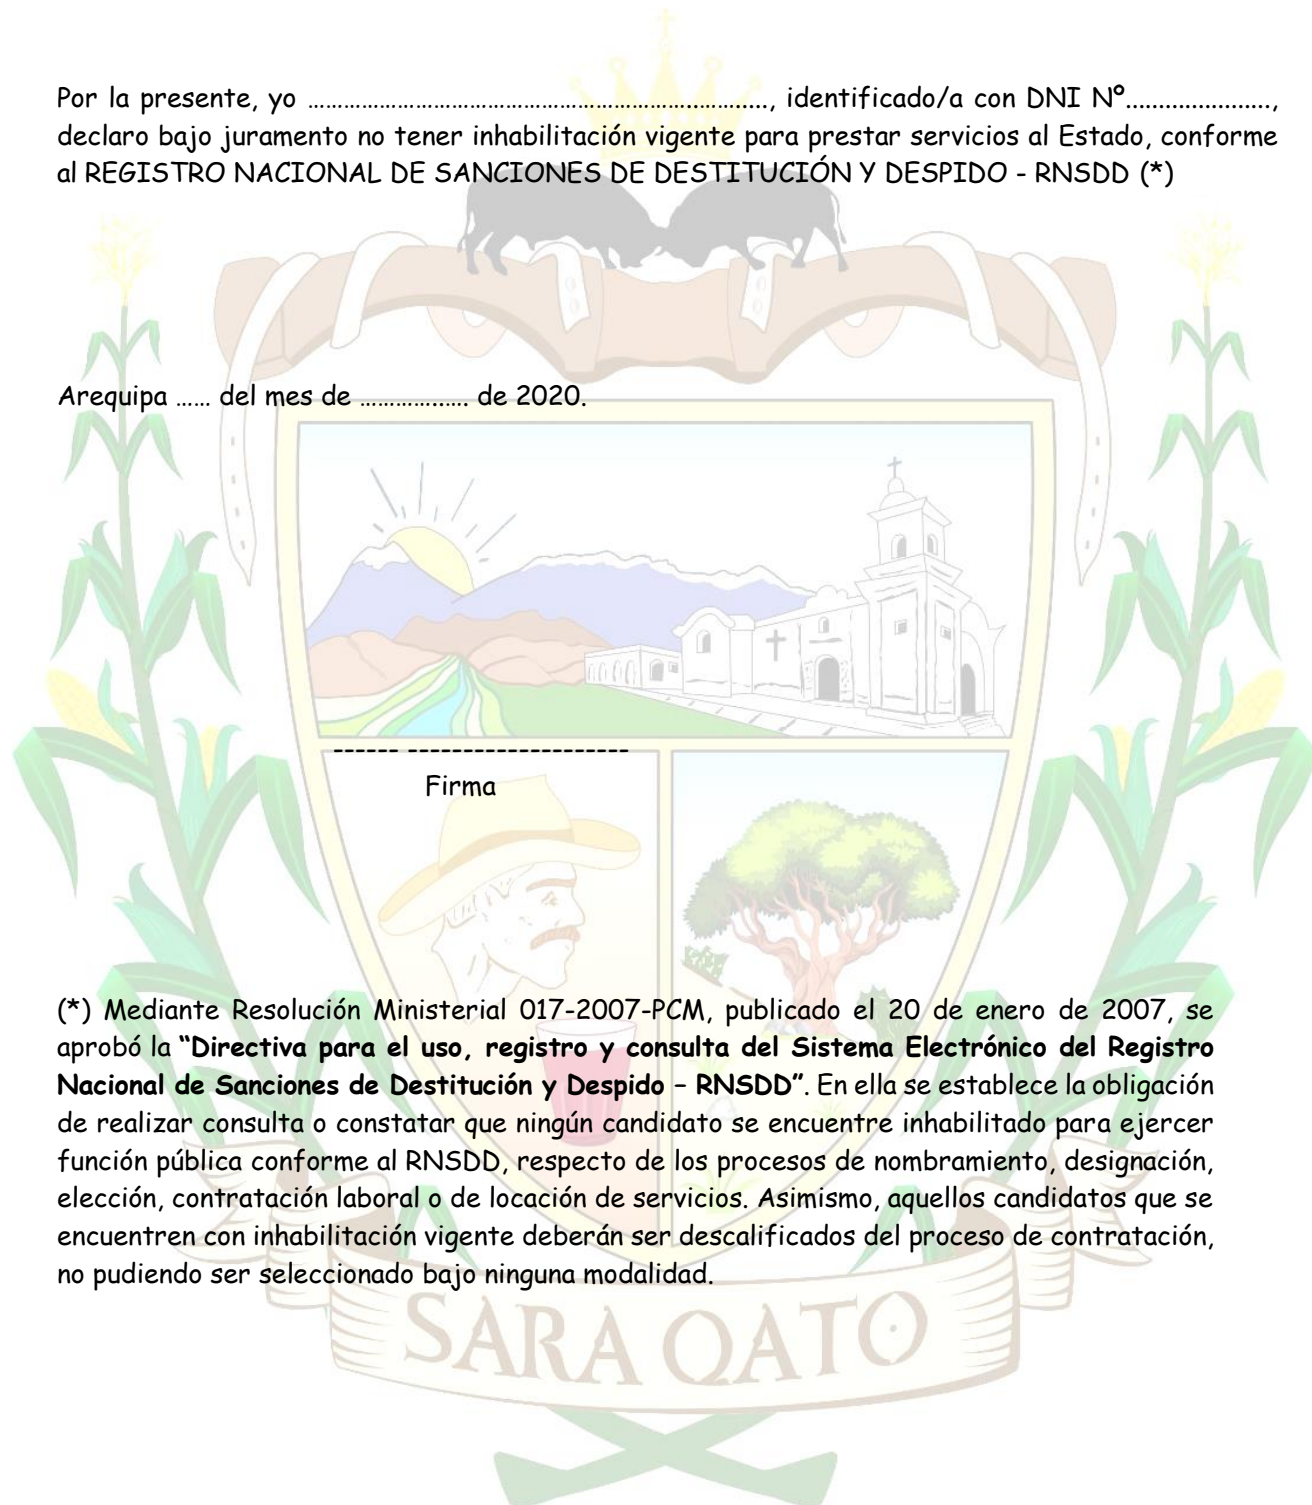 Por la presente, yo ……………………………………………………..…….…., identificado/a con DNI Nº......................,
declaro bajo juramento no tener inhabilitación vigente para prestar servicios al Estado, conforme
al REGISTRO NACIONAL DE SANCIONES DE DESTITUCIÓN Y DESPIDO - RNSDD (*)
Arequipa …... del mes de …………..…… de 2020.
------ --------------------
Firma
(*) Mediante Resolución Ministerial 017-2007-PCM, publicado el 20 de enero de 2007, se
aprobó la “Directiva para el uso, registro y consulta del Sistema Electrónico del Registro
Nacional de Sanciones de Destitución y Despido – RNSDD”. En ella se establece la obligación
de realizar consulta o constatar que ningún candidato se encuentre inhabilitado para ejercer
función pública conforme al RNSDD, respecto de los procesos de nombramiento, designación,
elección, contratación laboral o de locación de servicios. Asimismo, aquellos candidatos que se
encuentren con inhabilitación vigente deberán ser descalificados del proceso de contratación,
no pudiendo ser seleccionado bajo ninguna modalidad.
SARA QATO